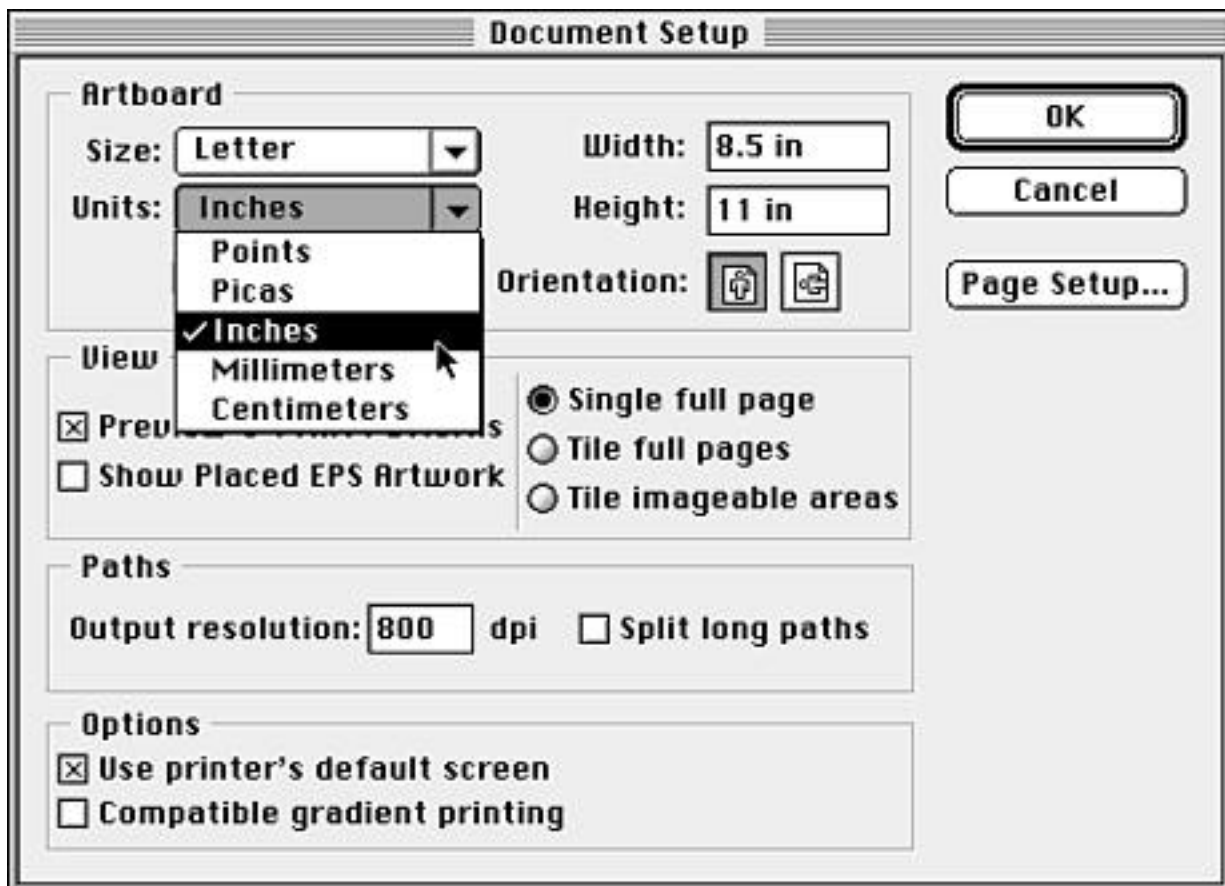 Document Setup
Artboard
Size: Letter
Width: 8.5 in
OK
Units: Inches
Height: 11 in
Cancel
Points
Picas
Inches
Millimeters
Centimeters
Orientation:
Page Setup...
View
Show Placed EPS Artwork
Single full page
Tile full pages
Tile imageable areas
Paths
Output resolution: 800 dpi
Split long paths
Options
Use printer's default screen
Compatible gradient printing